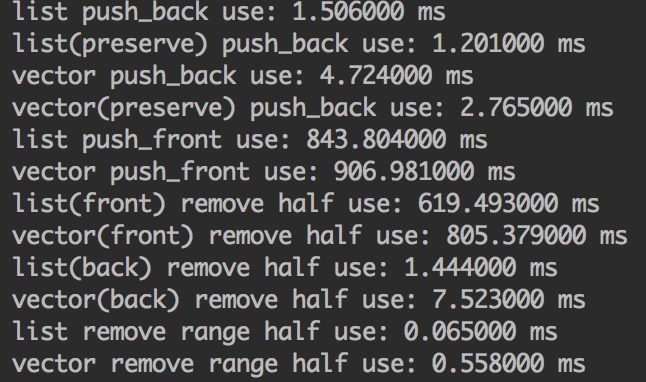 list push_back use: 1.506000 ms
list(preserve) push_back use: 1.201000 ms
vector push_back use: 4.724000 ms
vector(preserve) push_back use: 2.765000 ms
list push_front use: 843.804000 ms
vector push_front use: 906.981000 ms
list(front) remove half use: 619.493000 ms
vector(front) remove half use: 805.379000 ms
list(back) remove half use: 1.444000 ms
vector(back) remove half use: 7.523000 ms
list remove range half use: 0.065000 ms
vector remove range half use: 0.558000 ms